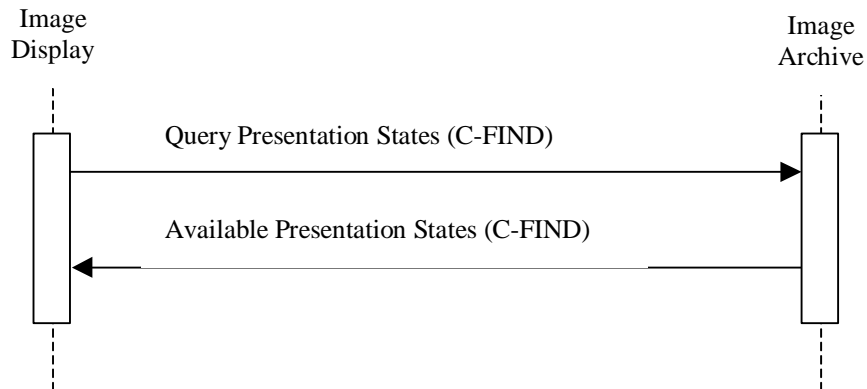 Image
Display
Image
Archive
Query Presentation States (C-FIND)
Available Presentation States (C-FIND)